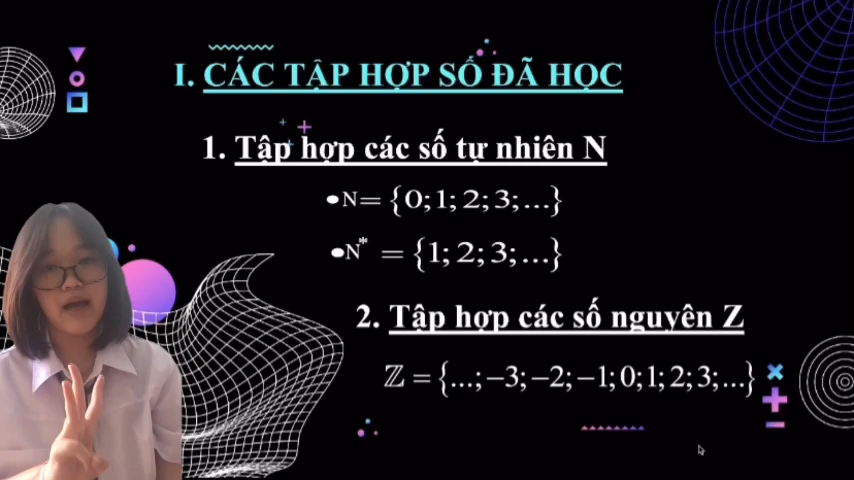 I. CÁC TẬP HỢP SỐ ĐÃ HỌC
1. Tập hợp các số tự nhiên N
•N= {0; 1; 2; 3; ...}
•N* = {1; 2; 3; ...}
2. Tập hợp các số nguyên Z
ℤ = {...; −3; −2; −1; 0; 1; 2; 3; ...}